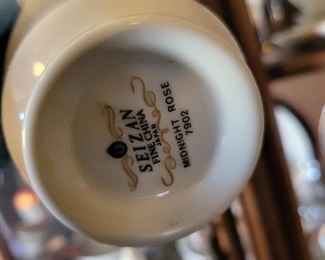 SEIZAN
FINE CHINA
JAPAN
MIDNIGHT ROSE
7902